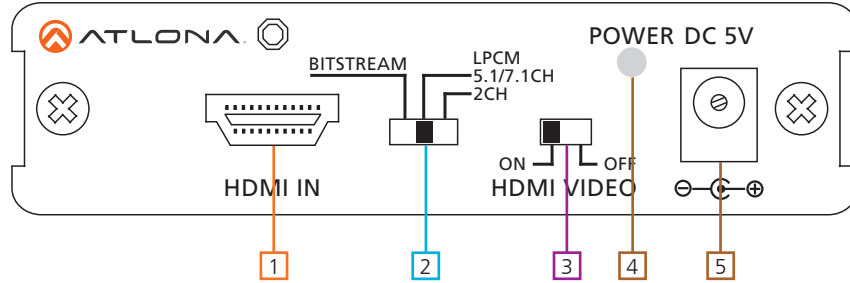 ATLONA.
POWER DC 5V
BITSTREAM
LPCM
5.1/7.1CH
2CH
ON
OFF
HDMI IN
HDMI VIDEO
1
2
3
4
5